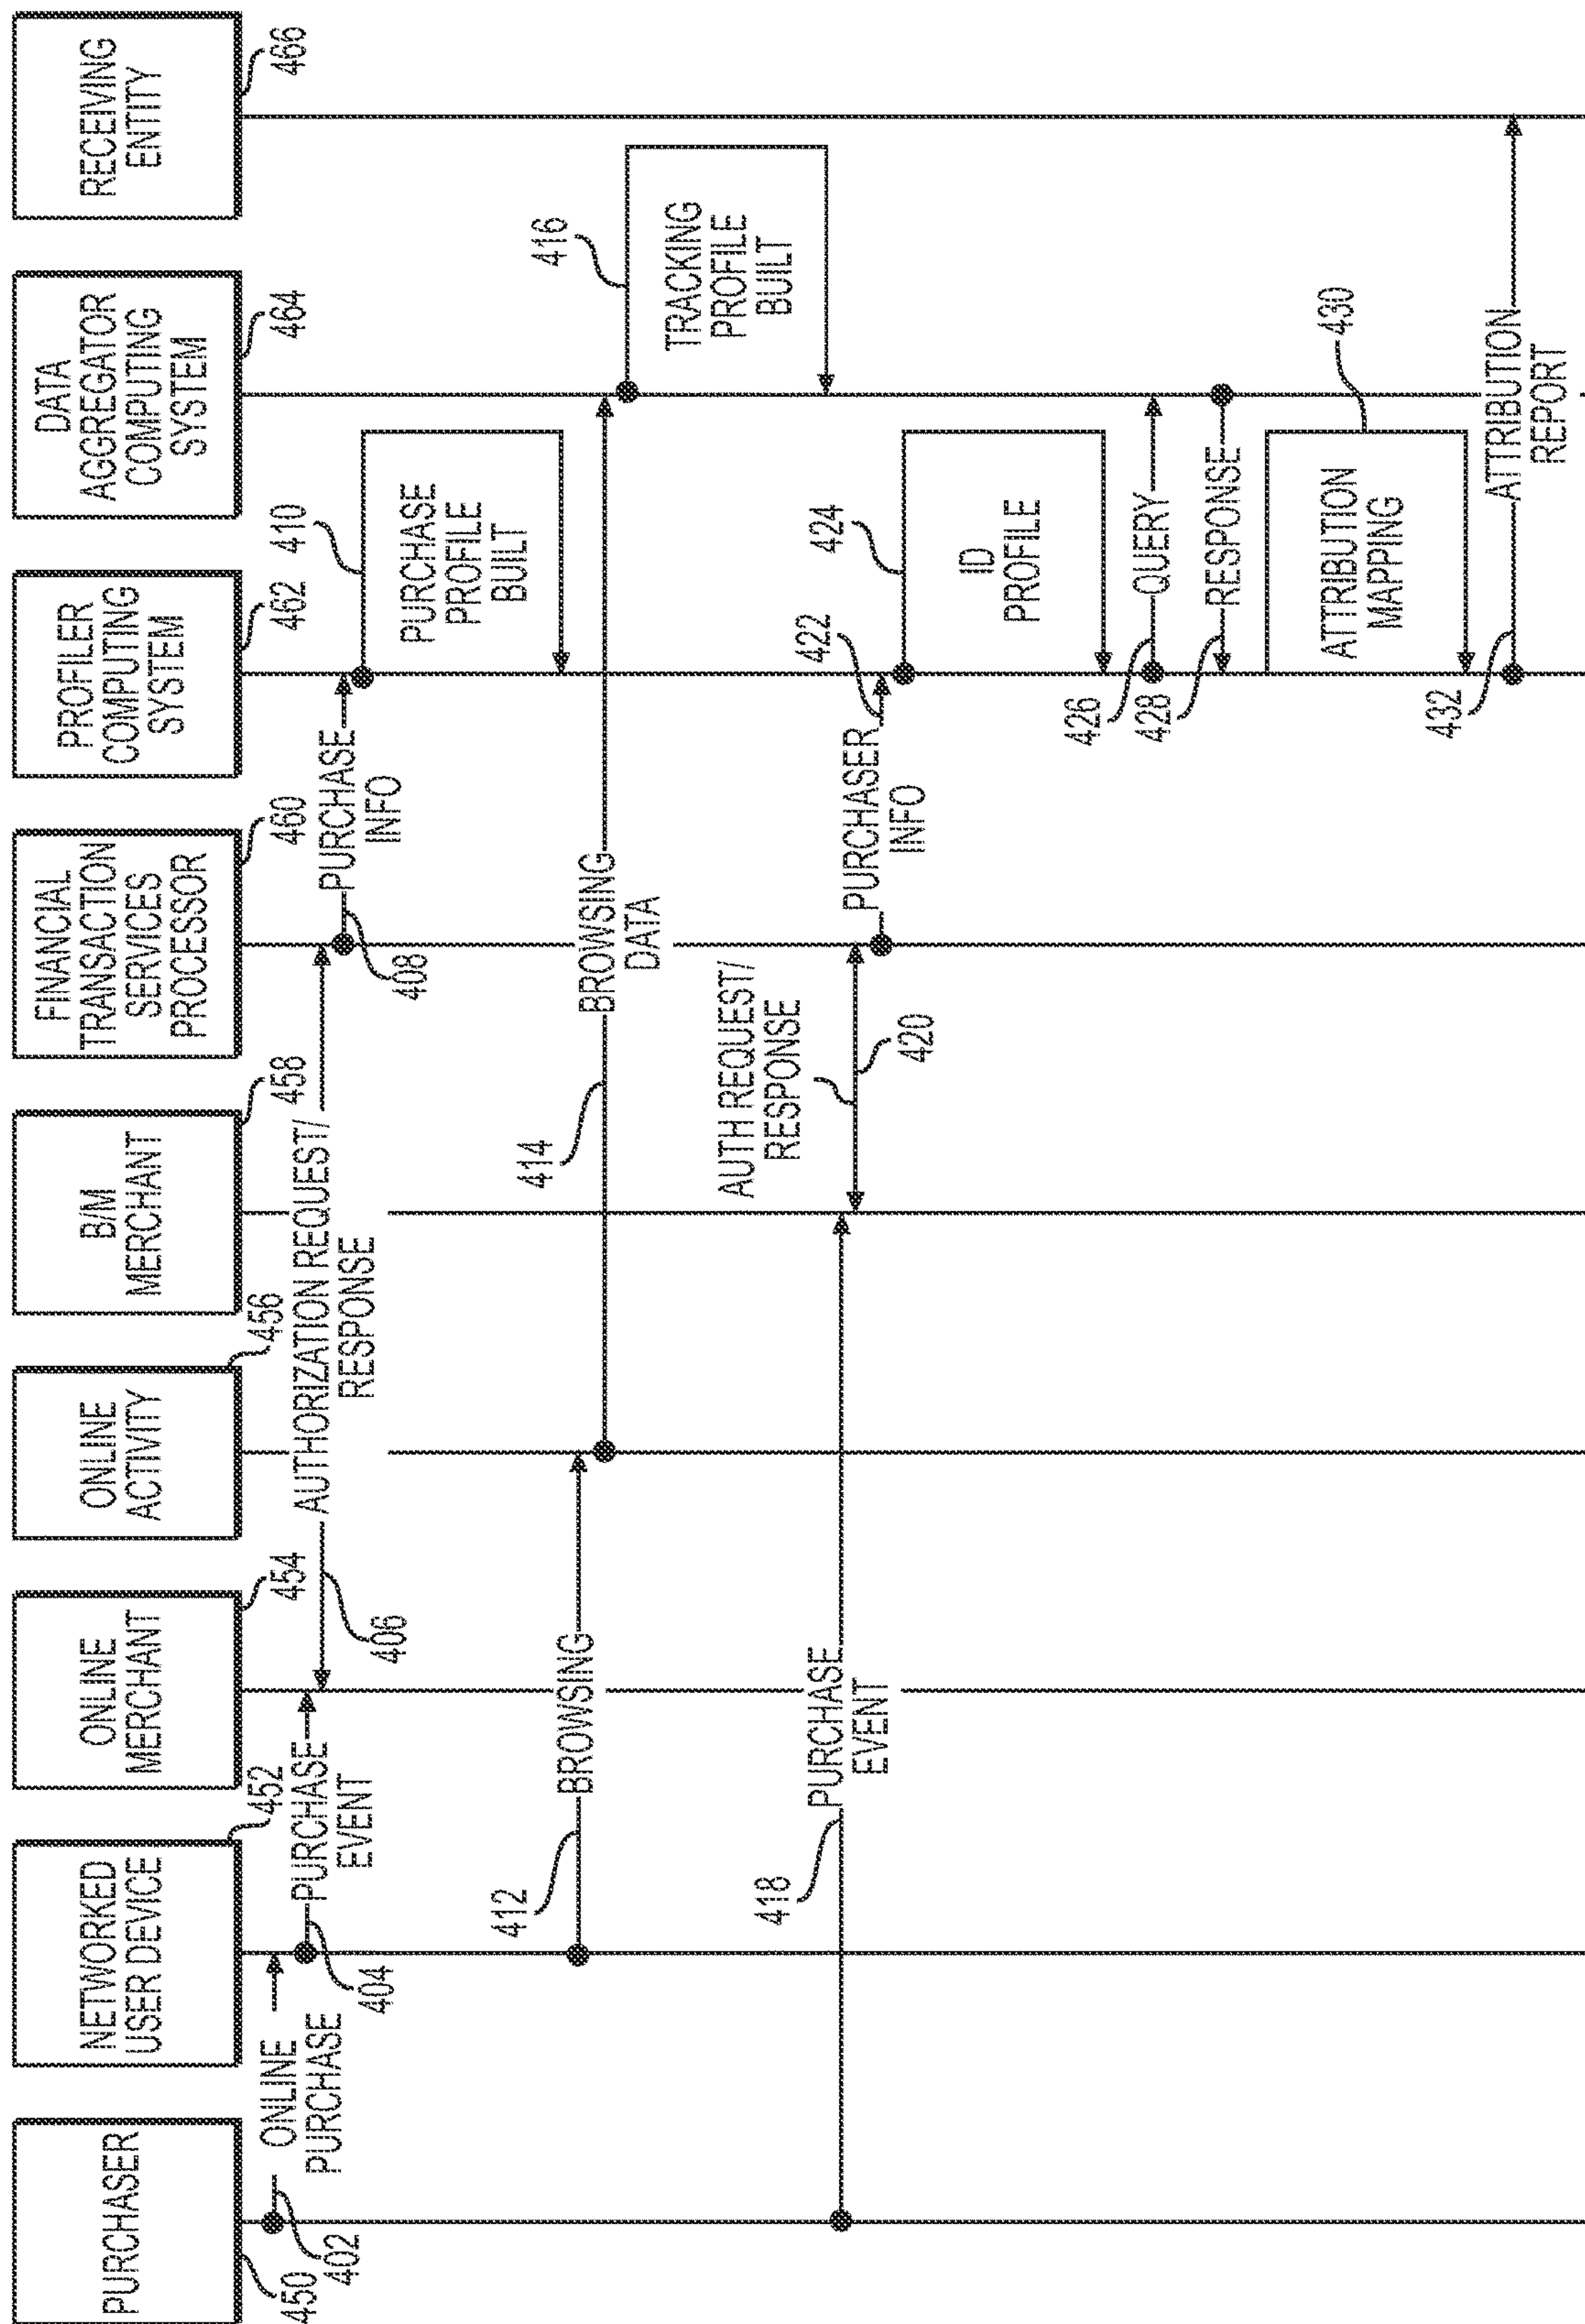 PURCHASER
450
NETWORKED
USER DEVICE
452
ONLINE
MERCHANT
454
ONLINE
ACTIVITY
456
B/M
MERCHANT
458
FINANCIAL
TRANSACTION
SERVICES
PROCESSOR
460
PROFILER
COMPUTING
SYSTEM
462
DATA
AGGREGATOR
COMPUTING
SYSTEM
464
RECEIVING
ENTITY
466
ONLINE
PURCHASE
402
PURCHASE
EVENT
404
AUTHORIZATION REQUEST/
RESPONSE
406
PURCHASE
INFO
408
410
PURCHASE
PROFILE
BUILT
BROWSING
412
BROWSING
DATA
414
416
TRACKING
PROFILE
BUILT
PURCHASE
EVENT
418
AUTH REQUEST/
RESPONSE
420
PURCHASER
INFO
422
424
ID
PROFILE
QUERY
426
RESPONSE
428
ATTRIBUTION
MAPPING
430
ATTRIBUTION
REPORT
432